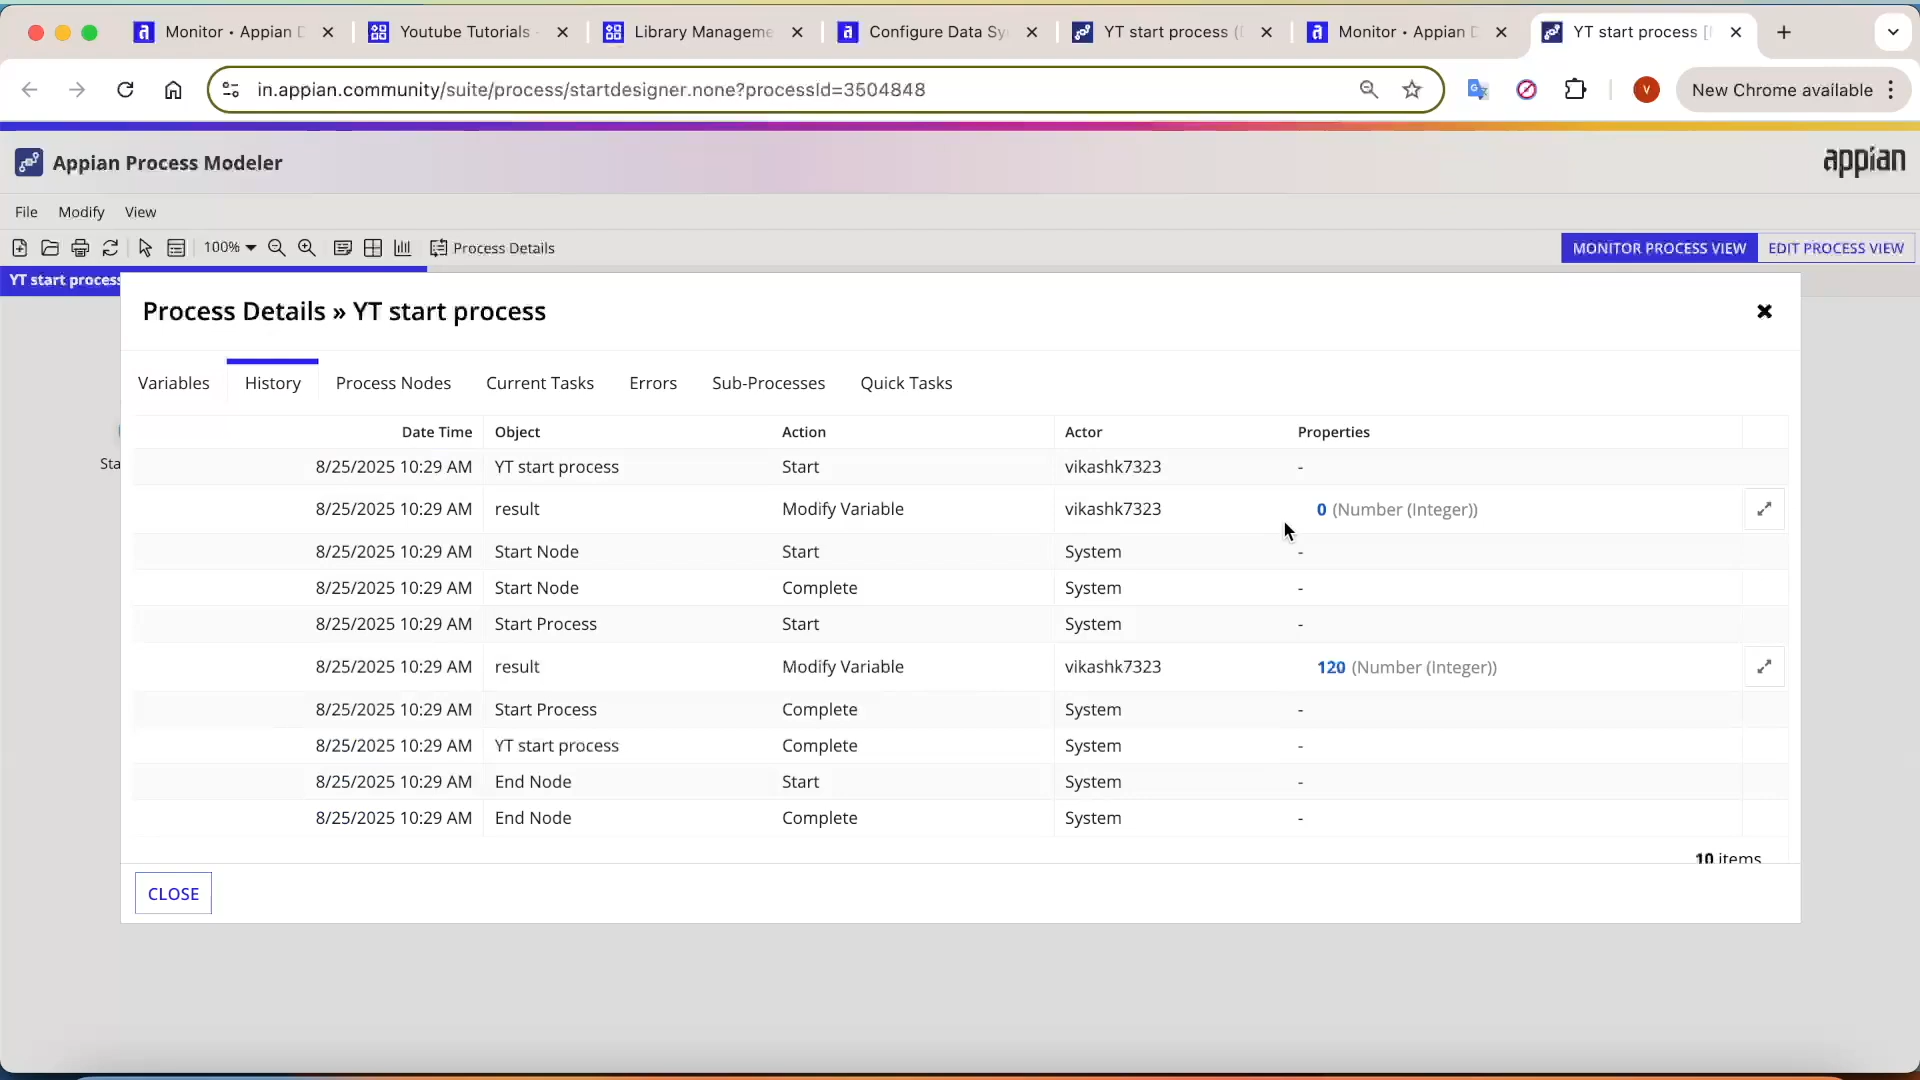 Monitor • Appian D
Youtube Tutorials -
Library Manageme
Configure Data Sy
YT start process (
Monitor • Appian D
YT start process [
in.appian.community/suite/process/startdesigner.none?processId=3504848
V
New Chrome available
Appian Process Modeler
appian
File Modify View
100%
Process Details
MONITOR PROCESS VIEW
EDIT PROCESS VIEW
YT start process
Sta
Process Details » YT start process
Variables History Process Nodes Current Tasks Errors Sub-Processes Quick Tasks
Date Time Object Action Actor Properties
8/25/2025 10:29 AM YT start process Start vikashk7323 -
8/25/2025 10:29 AM result Modify Variable vikashk7323 0 (Number (Integer))
8/25/2025 10:29 AM Start Node Start System -
8/25/2025 10:29 AM Start Node Complete System -
8/25/2025 10:29 AM Start Process Start System -
8/25/2025 10:29 AM result Modify Variable vikashk7323 120 (Number (Integer))
8/25/2025 10:29 AM Start Process Complete System -
8/25/2025 10:29 AM YT start process Complete System -
8/25/2025 10:29 AM End Node Start System -
8/25/2025 10:29 AM End Node Complete System -
10 items
CLOSE